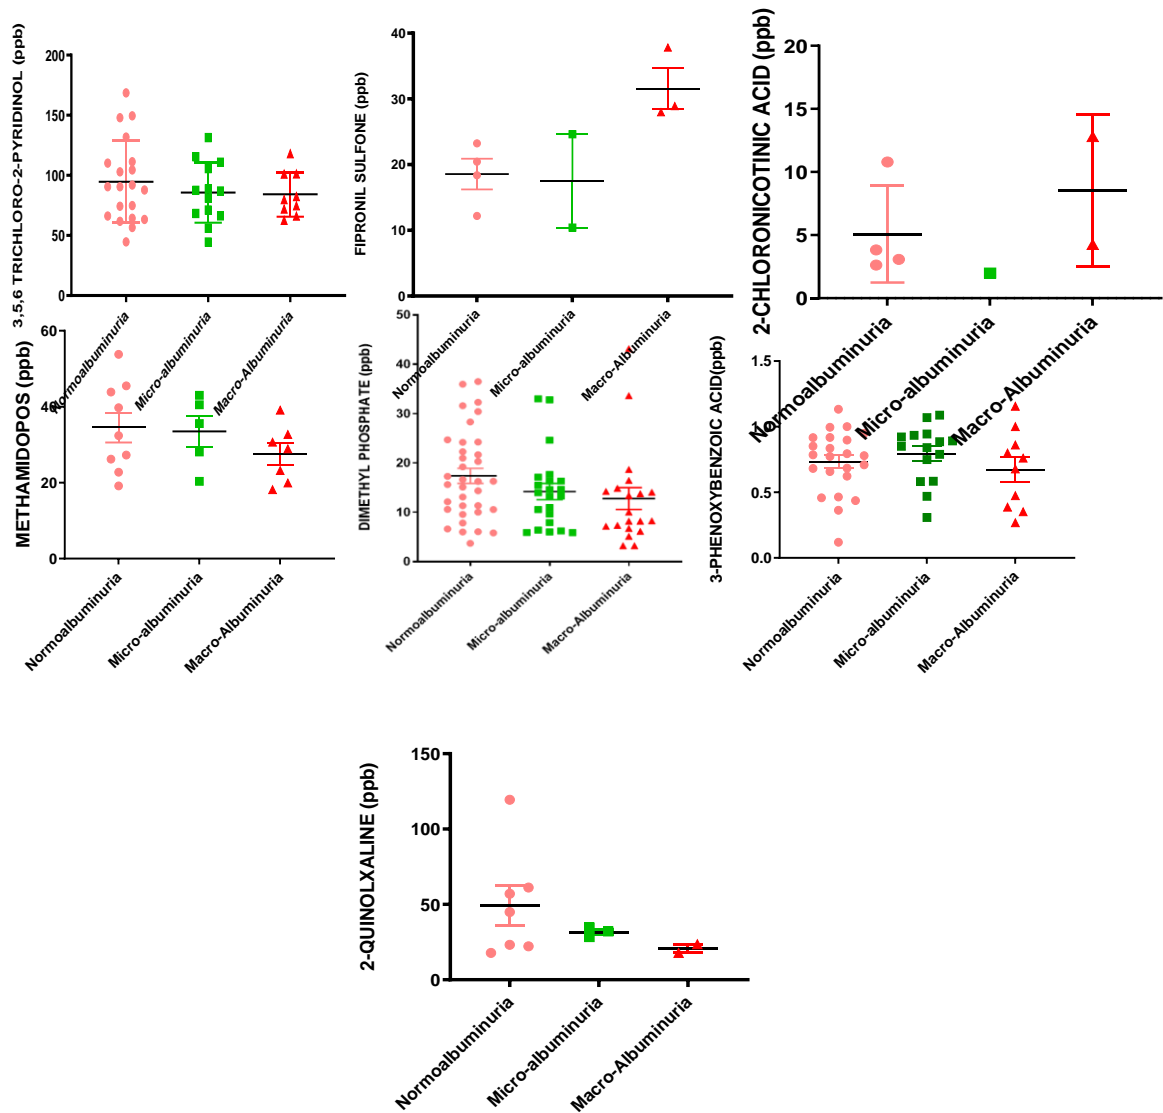 3,5,6 TRICHLORO-2-PYRIDINOL (ppb)
200
150
100
50
0
Normoalbuminuria
Micro-albuminuria
Macro-Albuminuria
FIPRONIL SULFONE (ppb)
40
30
20
10
0
Normoalbuminuria
Micro-albuminuria
Macro-Albuminuria
2-CHLORONICOTINIC ACID (ppb)
20
15
10
5
0
Normoalbuminuria
Micro-albuminuria
Macro-Albuminuria
METHAMIDOPOS (ppb)
60
40
20
0
Normoalbuminuria
Micro-albuminuria
Macro-Albuminuria
DIMETHYL PHOSPHATE (ppb)
50
40
30
20
10
0
Normoalbuminuria
Micro-albuminuria
Macro-Albuminuria
3-PHENOXYBENZOIC ACID(ppb)
1.5
1.0
0.5
0.0
Normoalbuminuria
Micro-albuminuria
Macro-Albuminuria
2-QUINOLXALINE (ppb)
150
100
50
0
Normoalbuminuria
Micro-albuminuria
Macro-Albuminuria